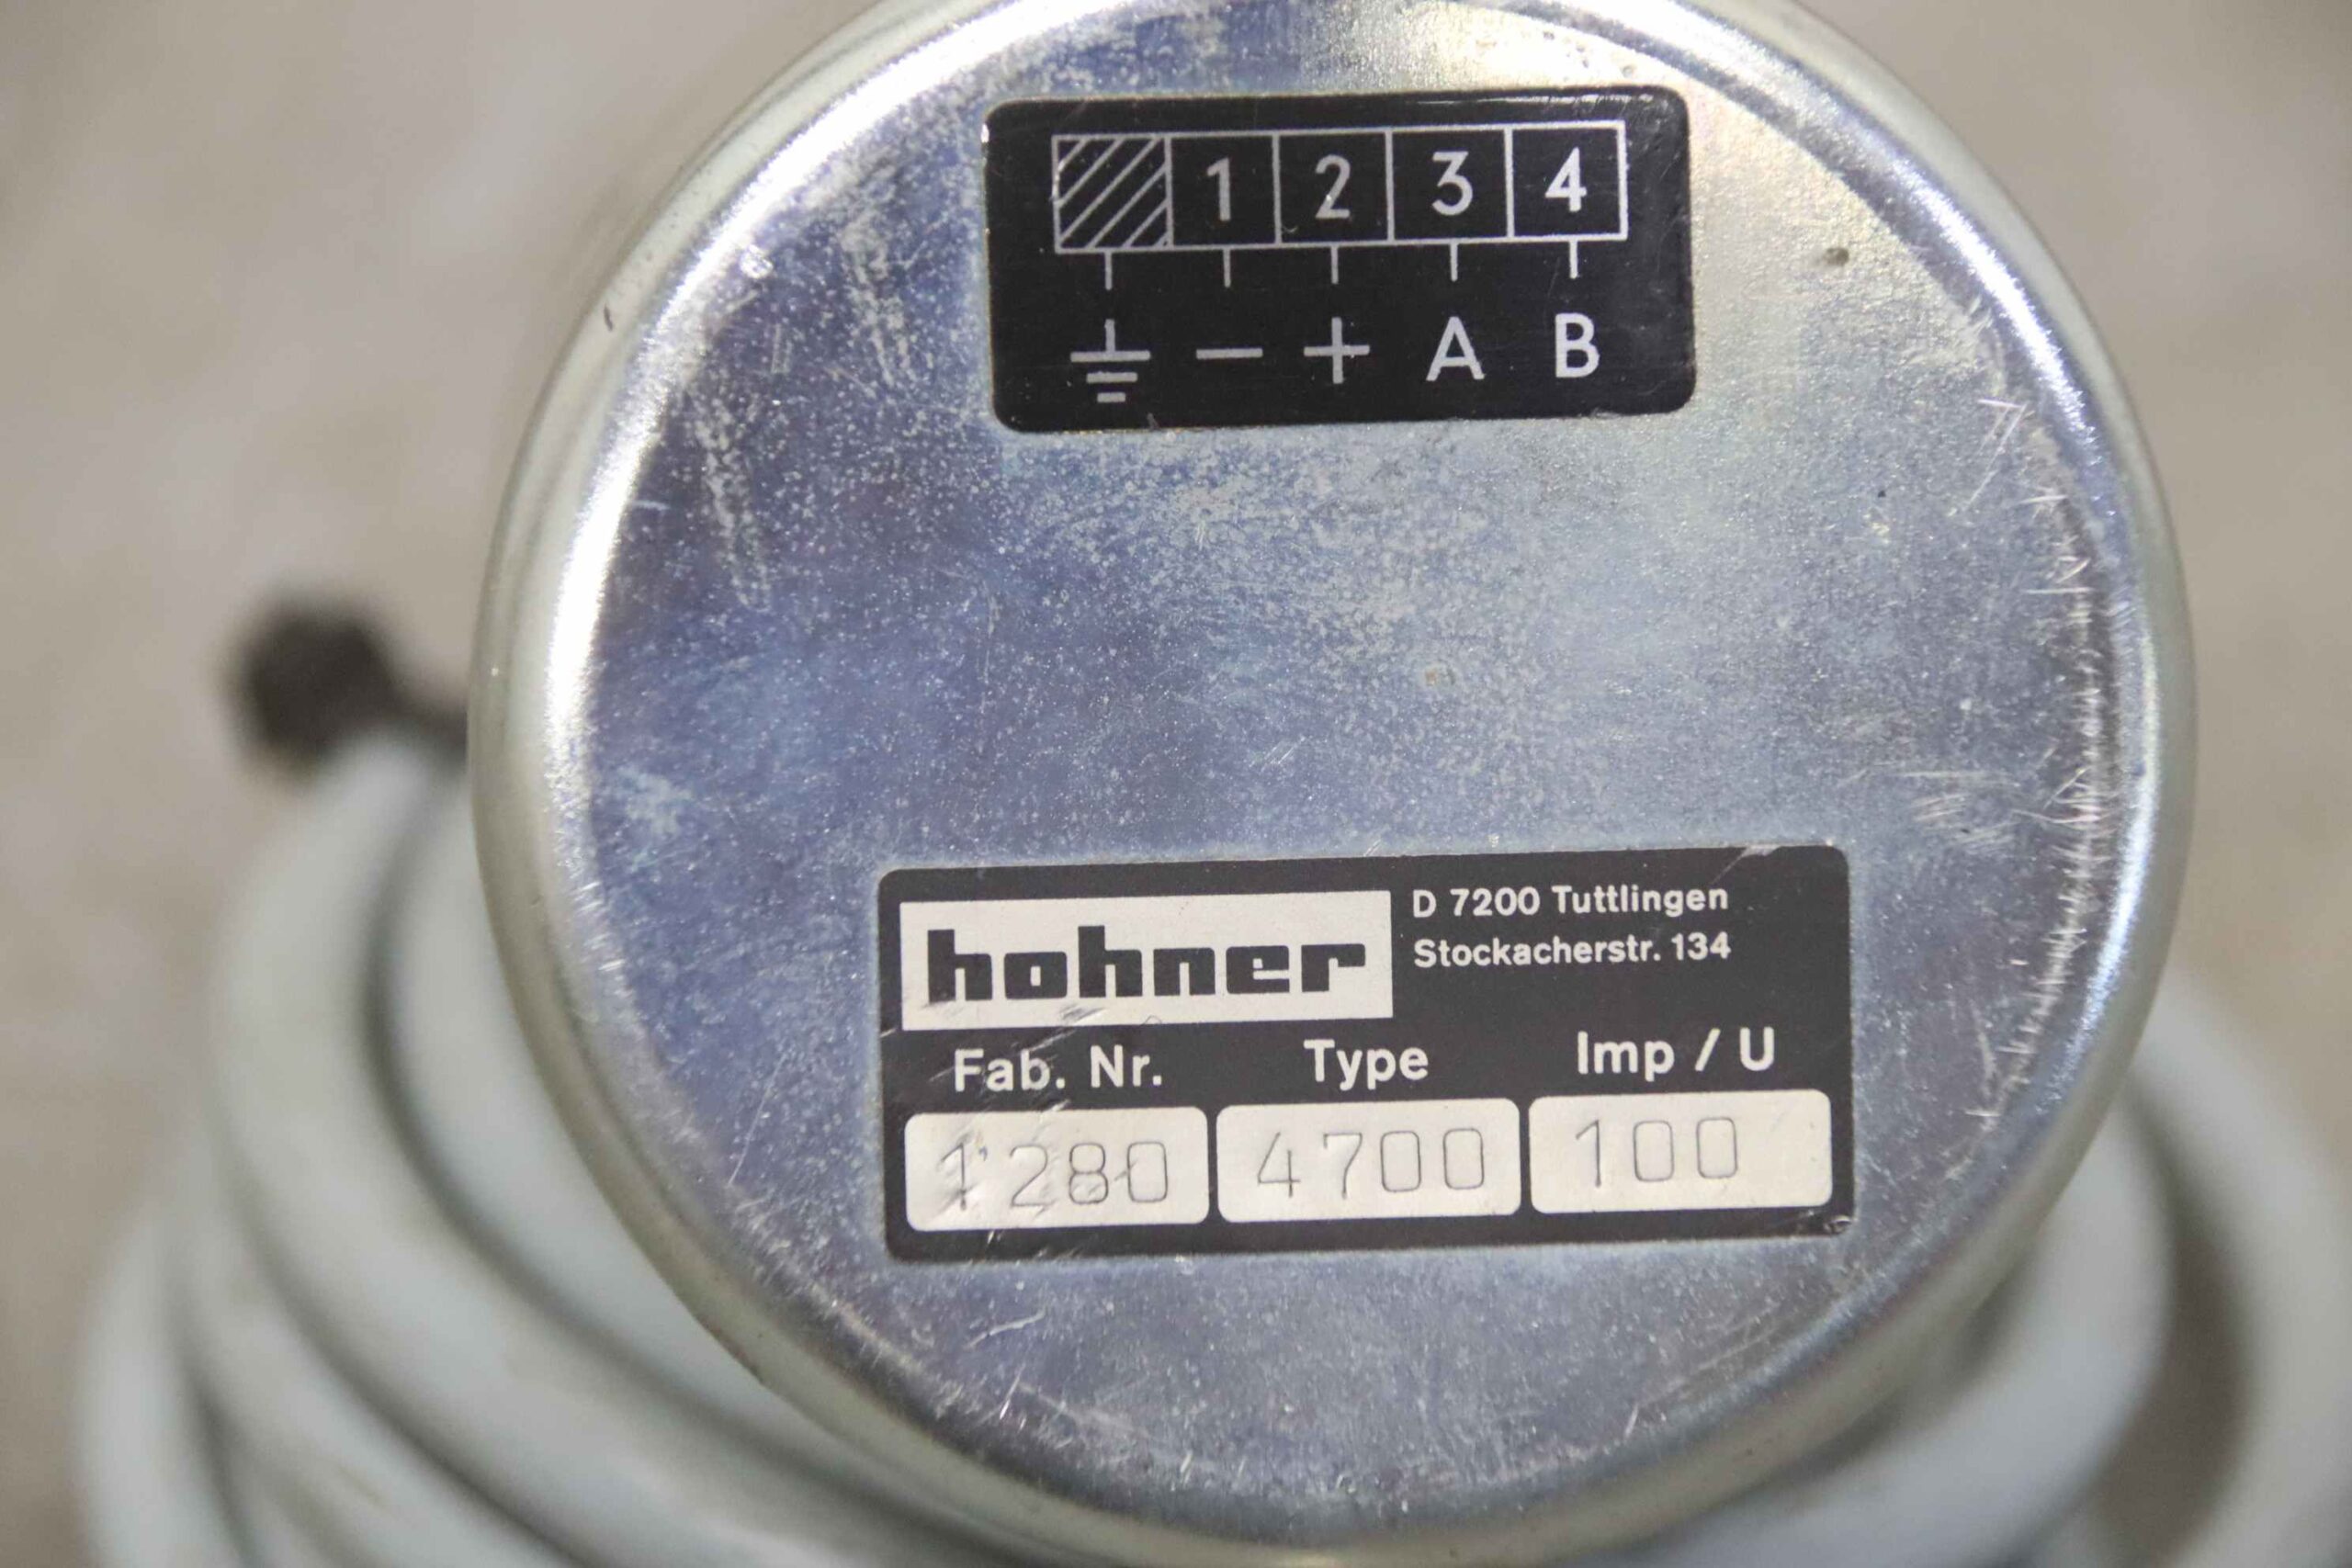 1 2 3 4
⏚ − + A B
hohner
D 7200 Tuttlingen
Stockacherstr. 134
Fab. Nr. Type Imp / U
1280 4700 100